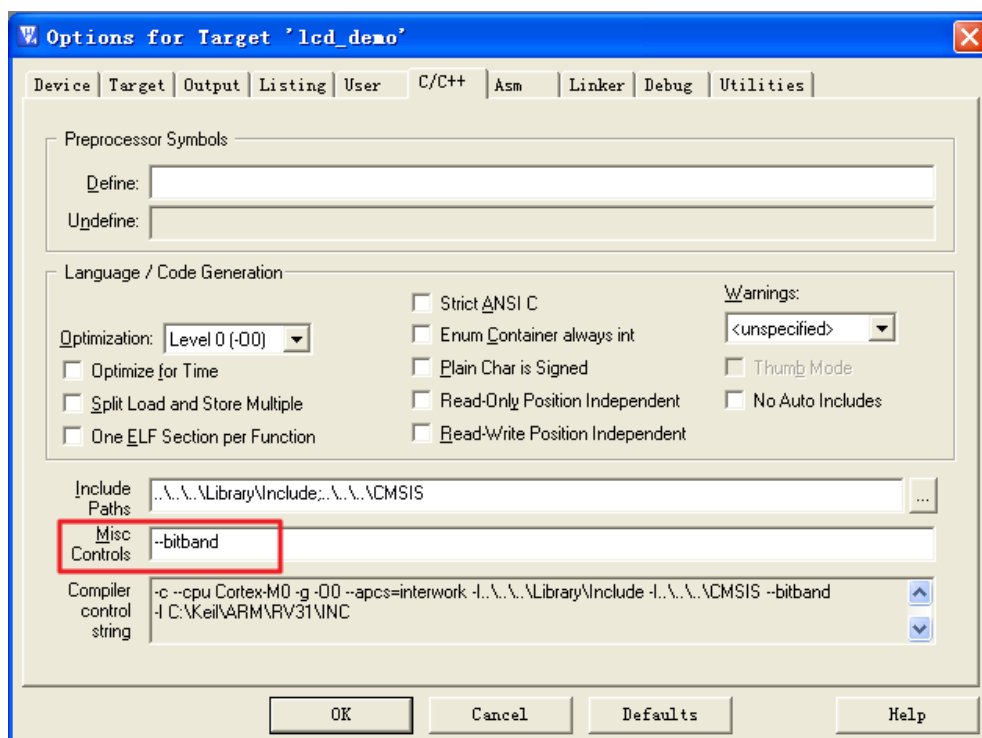 Options for Target 'lcd_demo'
Device Target Output Listing User C/C++ Asm Linker Debug Utilities
Preprocessor Symbols
Define:
Undefine:
Language / Code Generation
Optimization: Level 0 (-O0)
Optimize for Time
Split Load and Store Multiple
One ELF Section per Function
Strict ANSI C
Enum Container always int
Plain Char is Signed
Read-Only Position Independent
Read-Write Position Independent
Warnings:
<unspecified>
Thumb Mode
No Auto Includes
Include Paths
..\..\..\Library\Include;..\..\..\CMSIS
...
Misc Controls
--bitband
Compiler control string
-c --cpu Cortex-M0 -g -O0 --apcs=interwork -I..\..\..\Library\Include -I..\..\..\CMSIS --bitband
-I C:\Keil\ARM\RV31\INC
OK Cancel Defaults Help